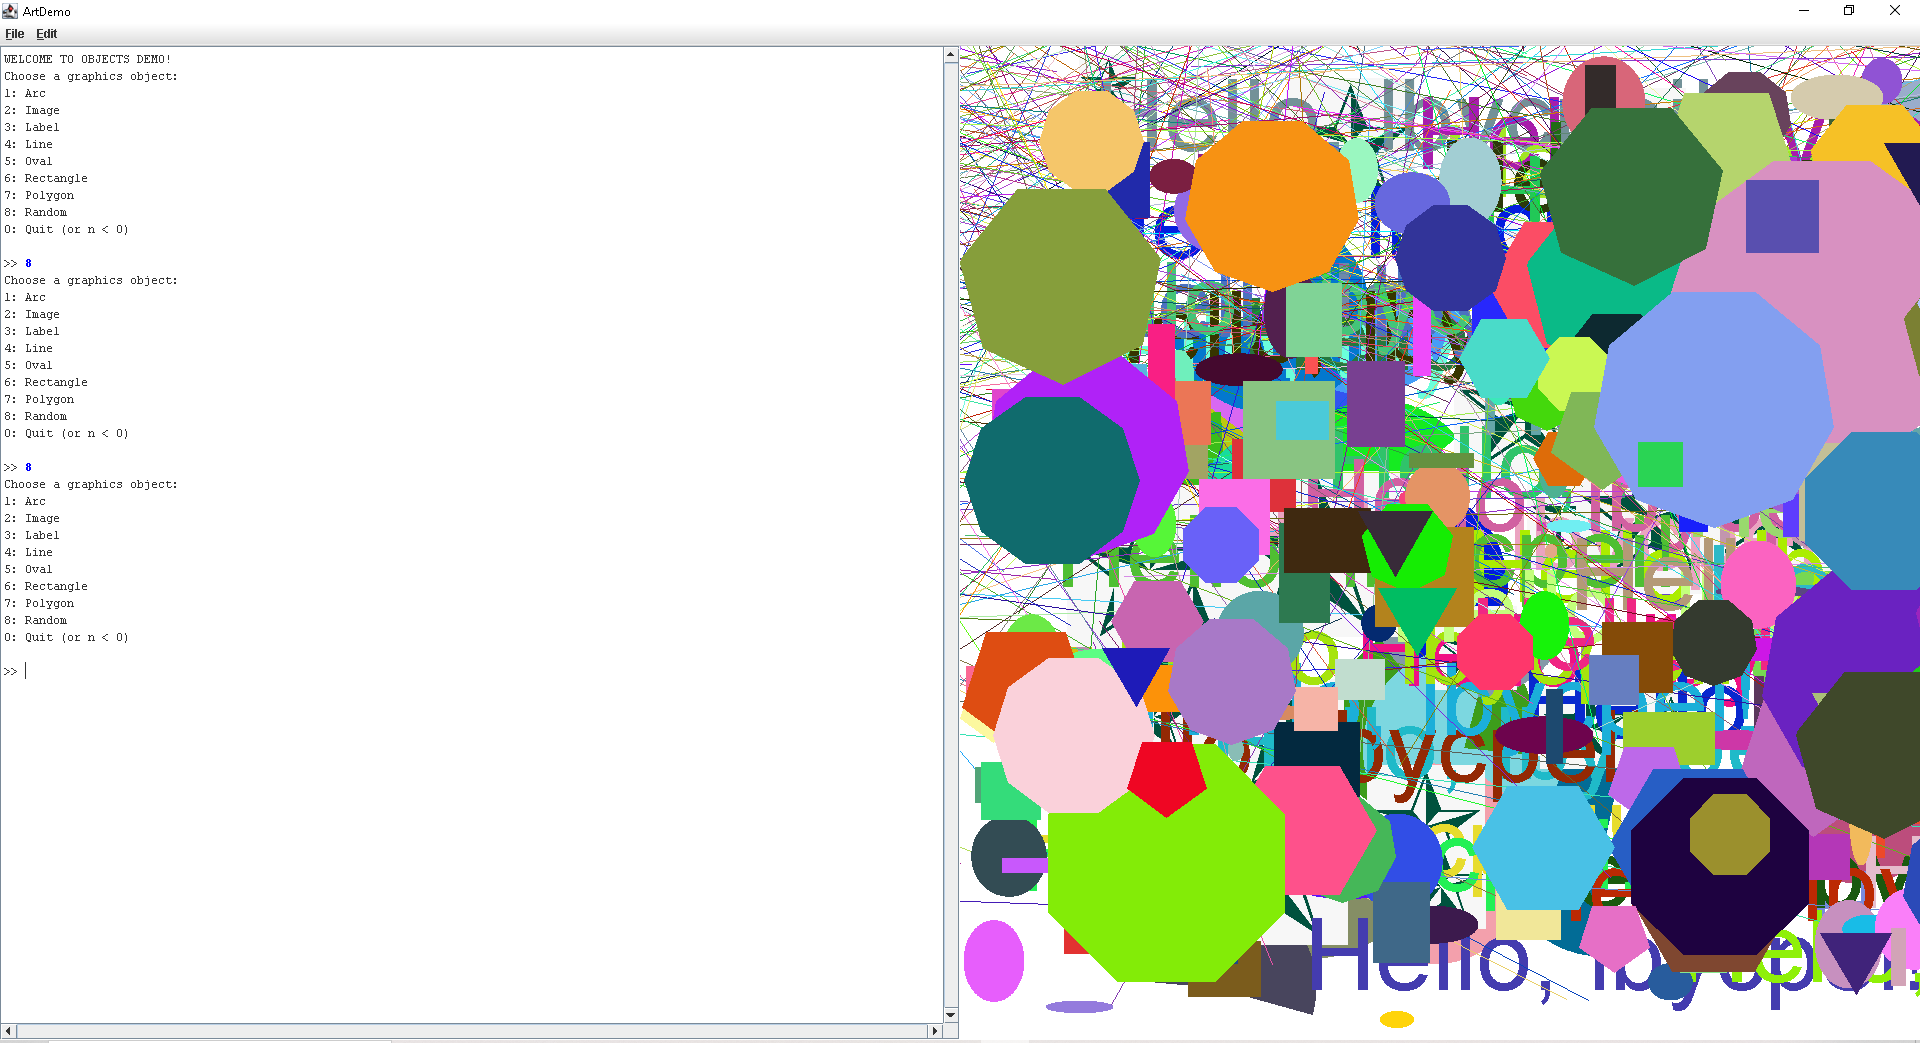 ArtDemo
File Edit
WELCOME TO OBJECTS DEMO!
Choose a graphics object:
1: Arc
2: Image
3: Label
4: Line
5: Oval
6: Rectangle
7: Polygon
8: Random
0: Quit (or n < 0)
>> 8
Choose a graphics object:
1: Arc
2: Image
3: Label
4: Line
5: Oval
6: Rectangle
7: Polygon
8: Random
0: Quit (or n < 0)
>> 8
Choose a graphics object:
1: Arc
2: Image
3: Label
4: Line
5: Oval
6: Rectangle
7: Polygon
8: Random
0: Quit (or n < 0)
>>
Hello,
Hello,